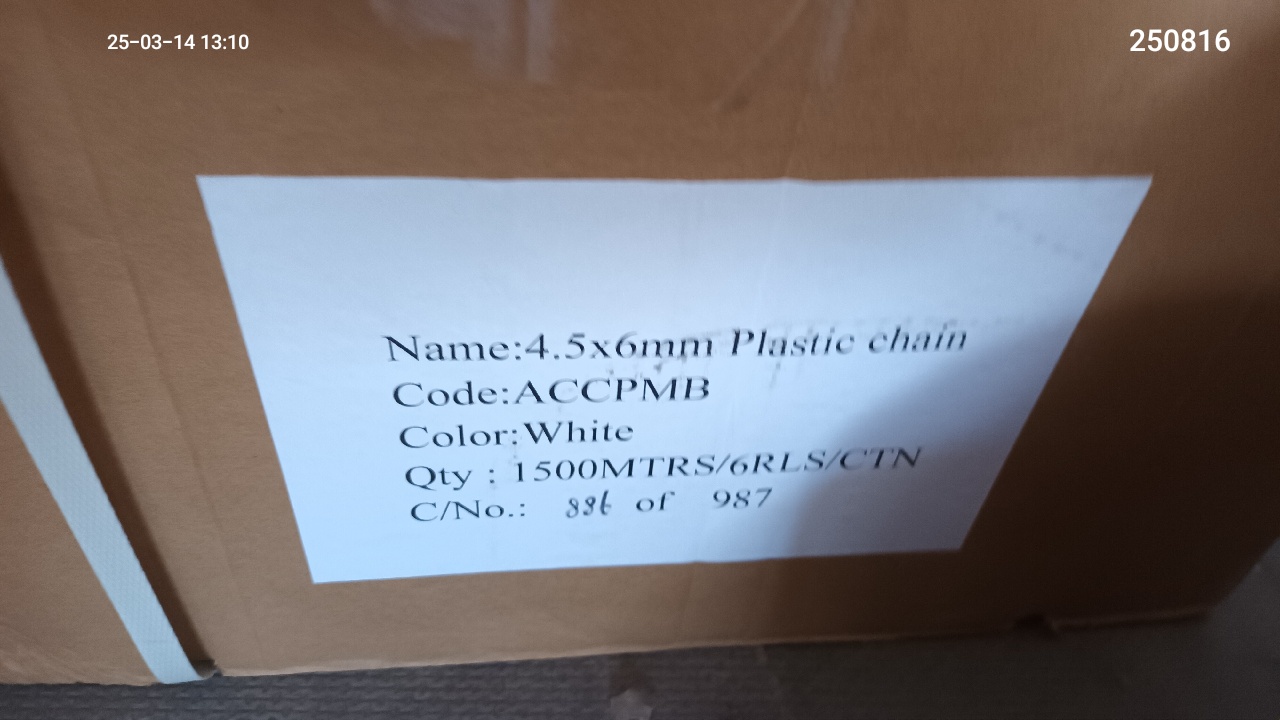 25-03-14 13:10
250816
Name:4.5x6mm Plastic chain
Code:ACCPMB
Color:White
Qty : 1500MTRS/6RLS/CTN
C/No.: 886 of 987